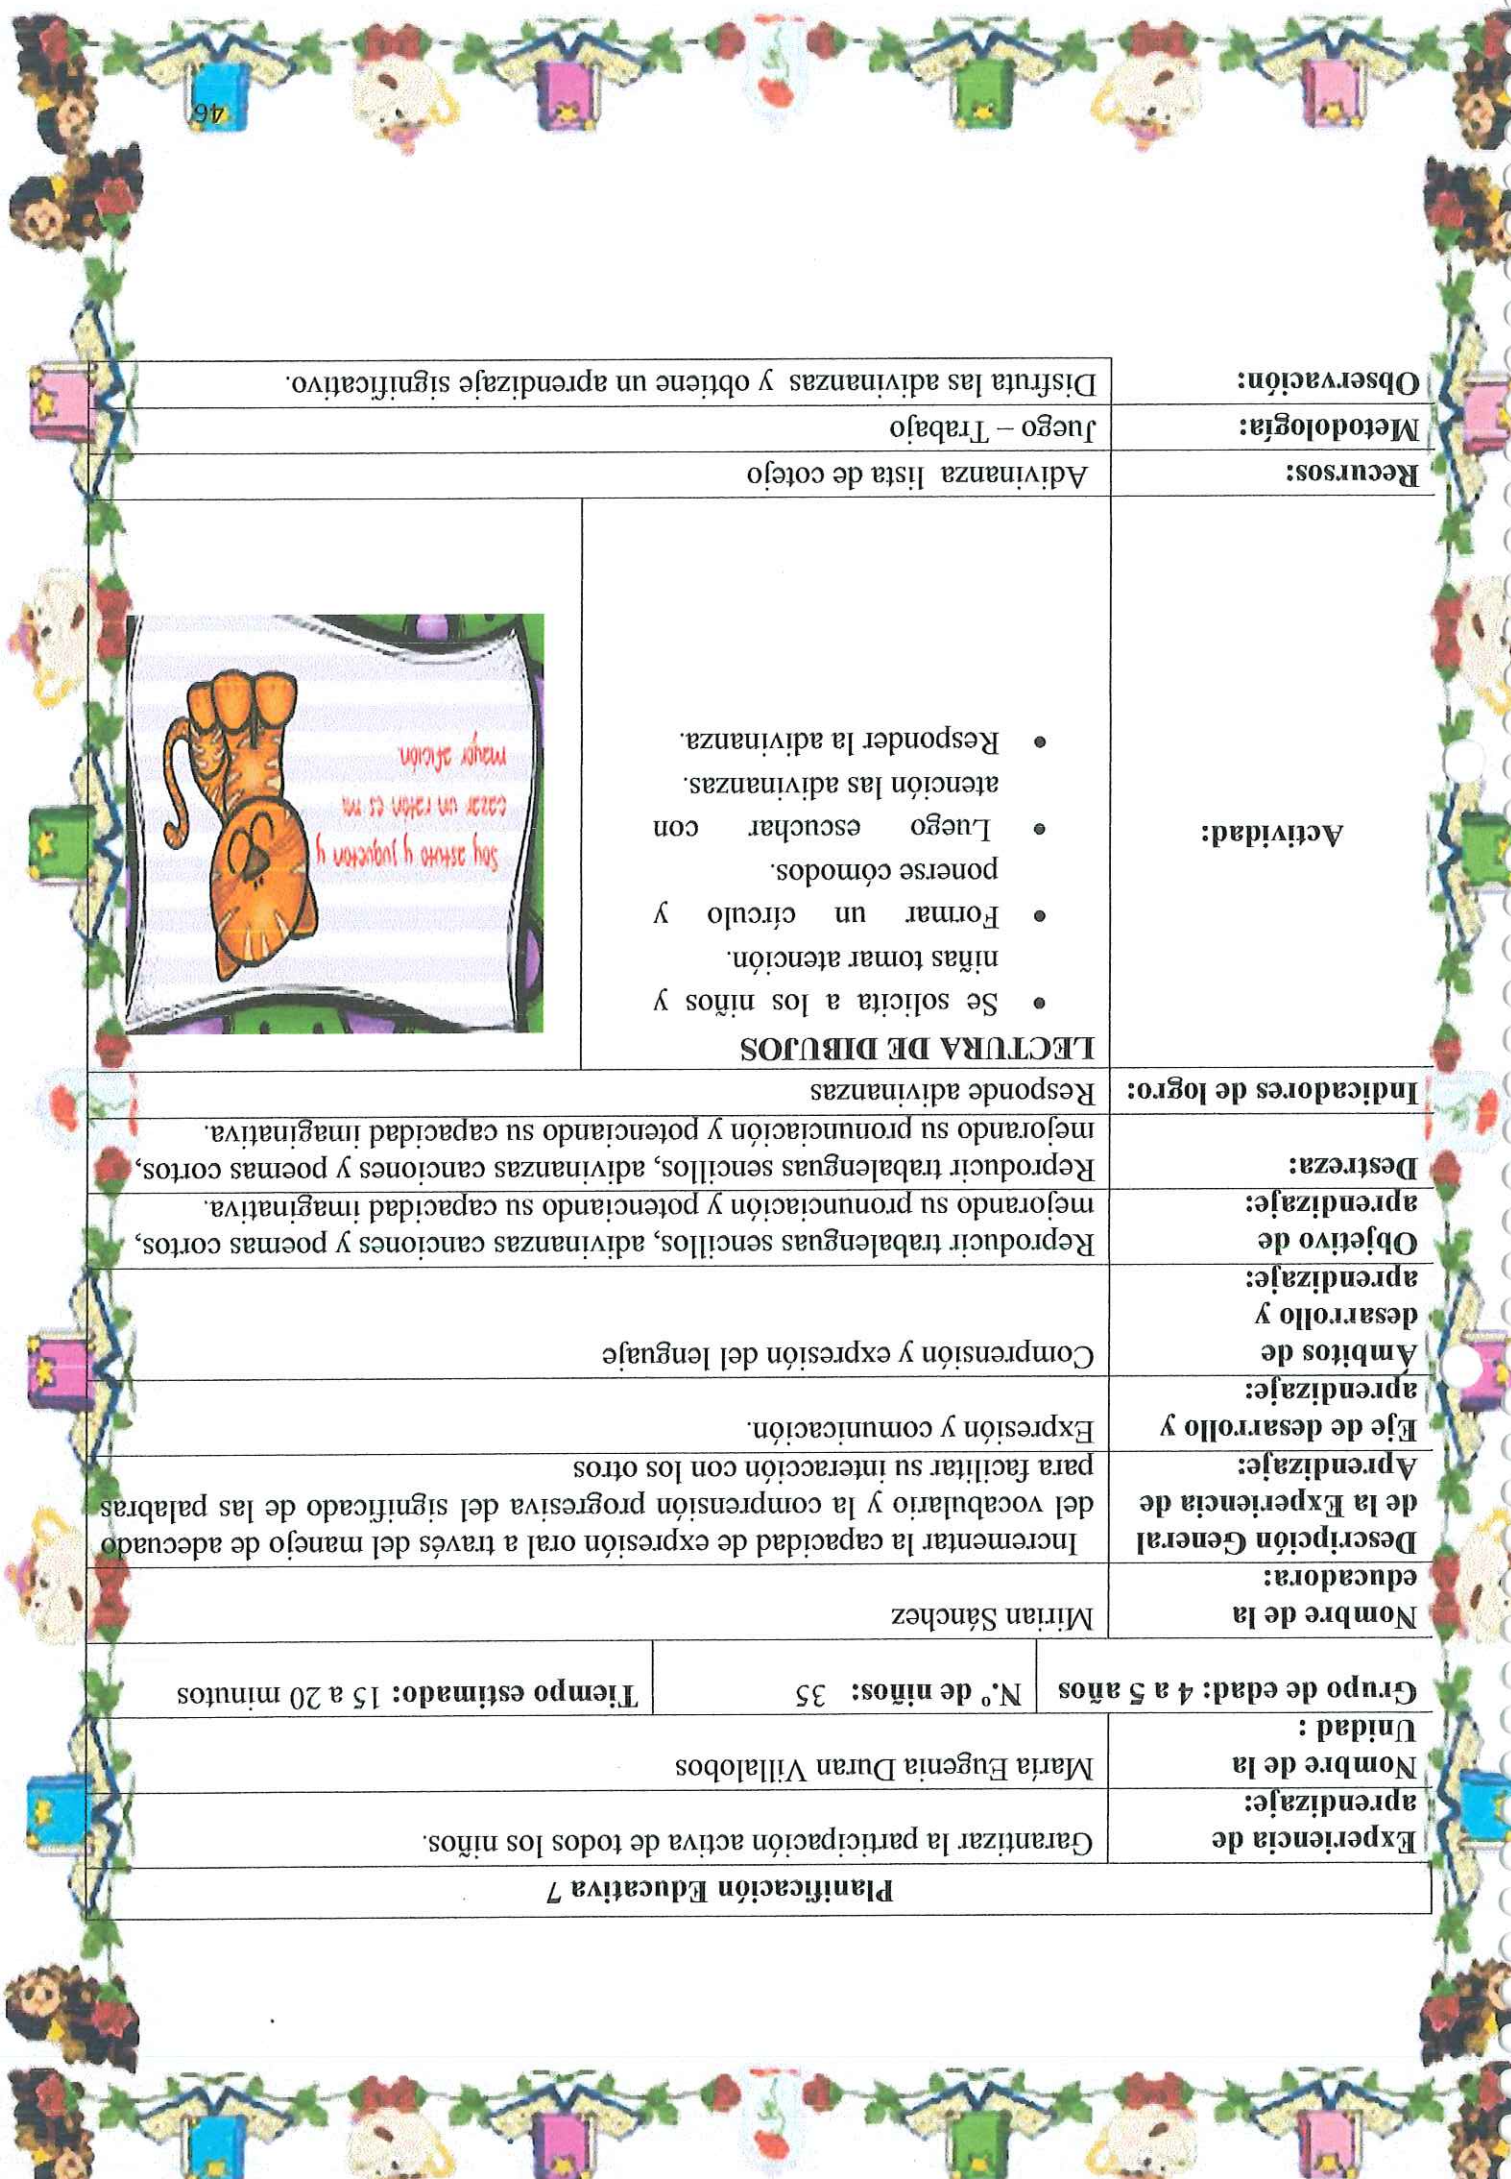 Planificación Educativa 7
Experiencia de
aprendizaje:
Garantizar la participación activa de todos los niños.
Nombre de la
Unidad :
María Eugenia Duran Villalobos
Grupo de edad: 4 a 5 años
N.º de niños: 35
Tiempo estimado: 15 a 20 minutos
Nombre de la
educadora:
Mirian Sánchez
Descripción General
de la Experiencia de
Aprendizaje:
Incrementar la capacidad de expresión oral a través del manejo de adecuado
del vocabulario y la comprensión progresiva del significado de las palabras
para facilitar su interacción con los otros
Eje de desarrollo y
aprendizaje:
Expresión y comunicación.
Ámbitos de
desarrollo y
aprendizaje:
Comprensión y expresión del lenguaje
Objetivo de
aprendizaje:
Reproducir trabalenguas sencillos, adivinanzas canciones y poemas cortos,
mejorando su pronunciación y potenciando su capacidad imaginativa.
Destreza:
Reproducir trabalenguas sencillos, adivinanzas canciones y poemas cortos,
mejorando su pronunciación y potenciando su capacidad imaginativa.
Indicadores de logro:
Responde adivinanzas
Actividad:
LECTURA DE DIBUJOS
• Se solicita a los niños y
niñas tomar atención.
• Formar un círculo y
ponerse cómodos.
• Luego escuchar con
atención las adivinanzas.
• Responder la adivinanza.
Soy astuto y juguetón y
cazar un ratón es mi
mayor afición.
Recursos:
Adivinanza lista de cotejo
Metodología:
Juego – Trabajo
Observación:
Disfruta las adivinanzas y obtiene un aprendizaje significativo.
46